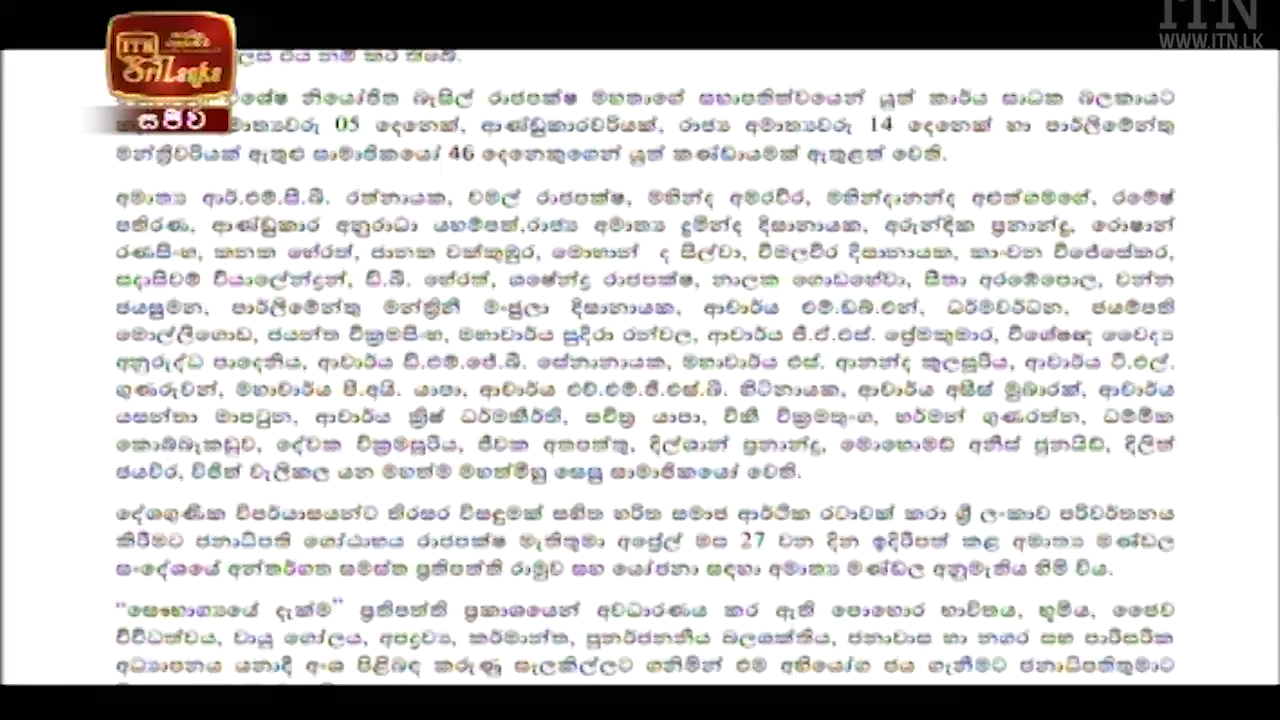 ITN
WWW.ITN.LK
ITN
Sri Lanka
සජීව
ලෙස එය නම් කර තිබේ.
නියෝජිත බැසිල් රාජපක්ෂ මහතාගේ සභාපතිත්වයෙන් යුත් කාර්ය සාධක බලකායට
05 දෙනෙක්, ආණ්ඩුකාරවරියක්, රාජ්‍ය අමාත්‍යවරු 14 දෙනෙක් හා පාර්ලිමේන්තු
මන්ත්‍රීවරියක් ඇතුළු සාමාජිකයෝ 46 දෙනෙකුගෙන් යුත් කණ්ඩායමක් ඇතුළත් වෙති.
අමාත්‍ය ආර්.එම්.සී.බී. රත්නායක, චමල් රාජපක්ෂ, මහින්ද අමරවීර, මහින්දානන්ද අළුත්ගමගේ, රමේෂ්
පතිරණ, ආණ්ඩුකාර අනුරාධා යහම්පත්,රාජ්‍ය අමාත්‍ය දුමින්ද දිසානායක, අරුන්දික ප්‍රනාන්දු, රොෂාන්
රණසිංහ, කනක හේරත්, ජානක වක්කුඹුර, මොහාන් ද සිල්වා, විමලවීර දිසානායක, කාංචන විජේසේකර,
සදාසිවම් වියාලේන්ද්‍රන්, ඩී.බී. හේරත්, ශෂේන්ද්‍ර රාජපක්ෂ, නාලක ගොඩහේවා, සීතා අරඹේපොල, චන්න
ජයසුමන, පාර්ලිමේන්තු මන්ත්‍රිනී මංජුලා දිසානායක, ආචාර්ය එම්.ඩබ්.එන්. ධර්මවර්ධන, ජයම්පති
මොල්ලිගොඩ, ජයන්ත වික්‍රමසිංහ, මහාචාර්ය සුදීරා රන්වල, ආචාර්ය ජී.ඒ.එස්. ප්‍රේමකුමාර, විශේෂඥ වෛද්‍ය
අනුරුද්ධ පාදෙනිය, ආචාර්ය ඩී.එම්.ජේ.බී. සේනානායක, මහාචාර්ය එස්. ආනන්ද කුලසූරිය, ආචාර්ය ටී.එල්.
ගුණරුවන්, මහාචාර්ය පී.අයි. යාපා, ආචාර්ය එච්.එම්.ජී.එස්.බී. හිටිනායක, ආචාර්ය අසීස් මුබාරක්, ආචාර්ය
යසන්තා මාපටුන, ආචාර්ය ක්‍රිෂ් ධර්මකීර්ති, සචිත්‍ර යාපා, විකී වික්‍රමතුංග, හර්මන් ගුණරත්න, ධම්මික
කොබ්බෑකඩුව, දේවක වික්‍රමසූරිය, ජීවක අතපත්තු, දිල්ශාන් ප්‍රනාන්දු, මොහොමඩ් අනීස් ජුනයිඩ්, දිලිත්
ජයවීර, විජිත් වැලිකල යන මහත්ම මහත්මීහු සෙසු සාමාජිකයෝ වෙති.
දේශගුණික විපර්යාසයන්ට තිරසර විසඳුමක් සහිත හරිත සමාජ ආර්ථික රටාවක් කරා ශ්‍රී ලංකාව පරිවර්තනය
කිරීමට ජනාධිපති ගෝඨාභය රාජපක්ෂ මැතිතුමා අප්‍රේල් මස 27 වන දින ඉදිරිපත් කළ අමාත්‍ය මණ්ඩල
සංදේශයේ අන්තර්ගත සමස්ත ප්‍රතිපත්ති රාමුව සහ යෝජනා සඳහා අමාත්‍ය මණ්ඩල අනුමැතිය හිමි විය.
"සෞභාග්‍යයේ දැක්ම" ප්‍රතිපත්ති ප්‍රකාශයෙන් අවධාරණය කර ඇති පොහොර භාවිතය, භූමිය, ජෛව
විවිධත්වය, වායු ගෝලය, අපද්‍රව්‍ය, කර්මාන්ත, පුනර්ජනනීය බලශක්තිය, ජනාවාස හා නගර සහ පාරිසරික
අධ්‍යාපනය යනාදී අංශ පිළිබඳ කරුණු සැලකිල්ලට ගනිමින් එම අභියෝග ජය ගැනීමට ජනාධිපතිතුමාට